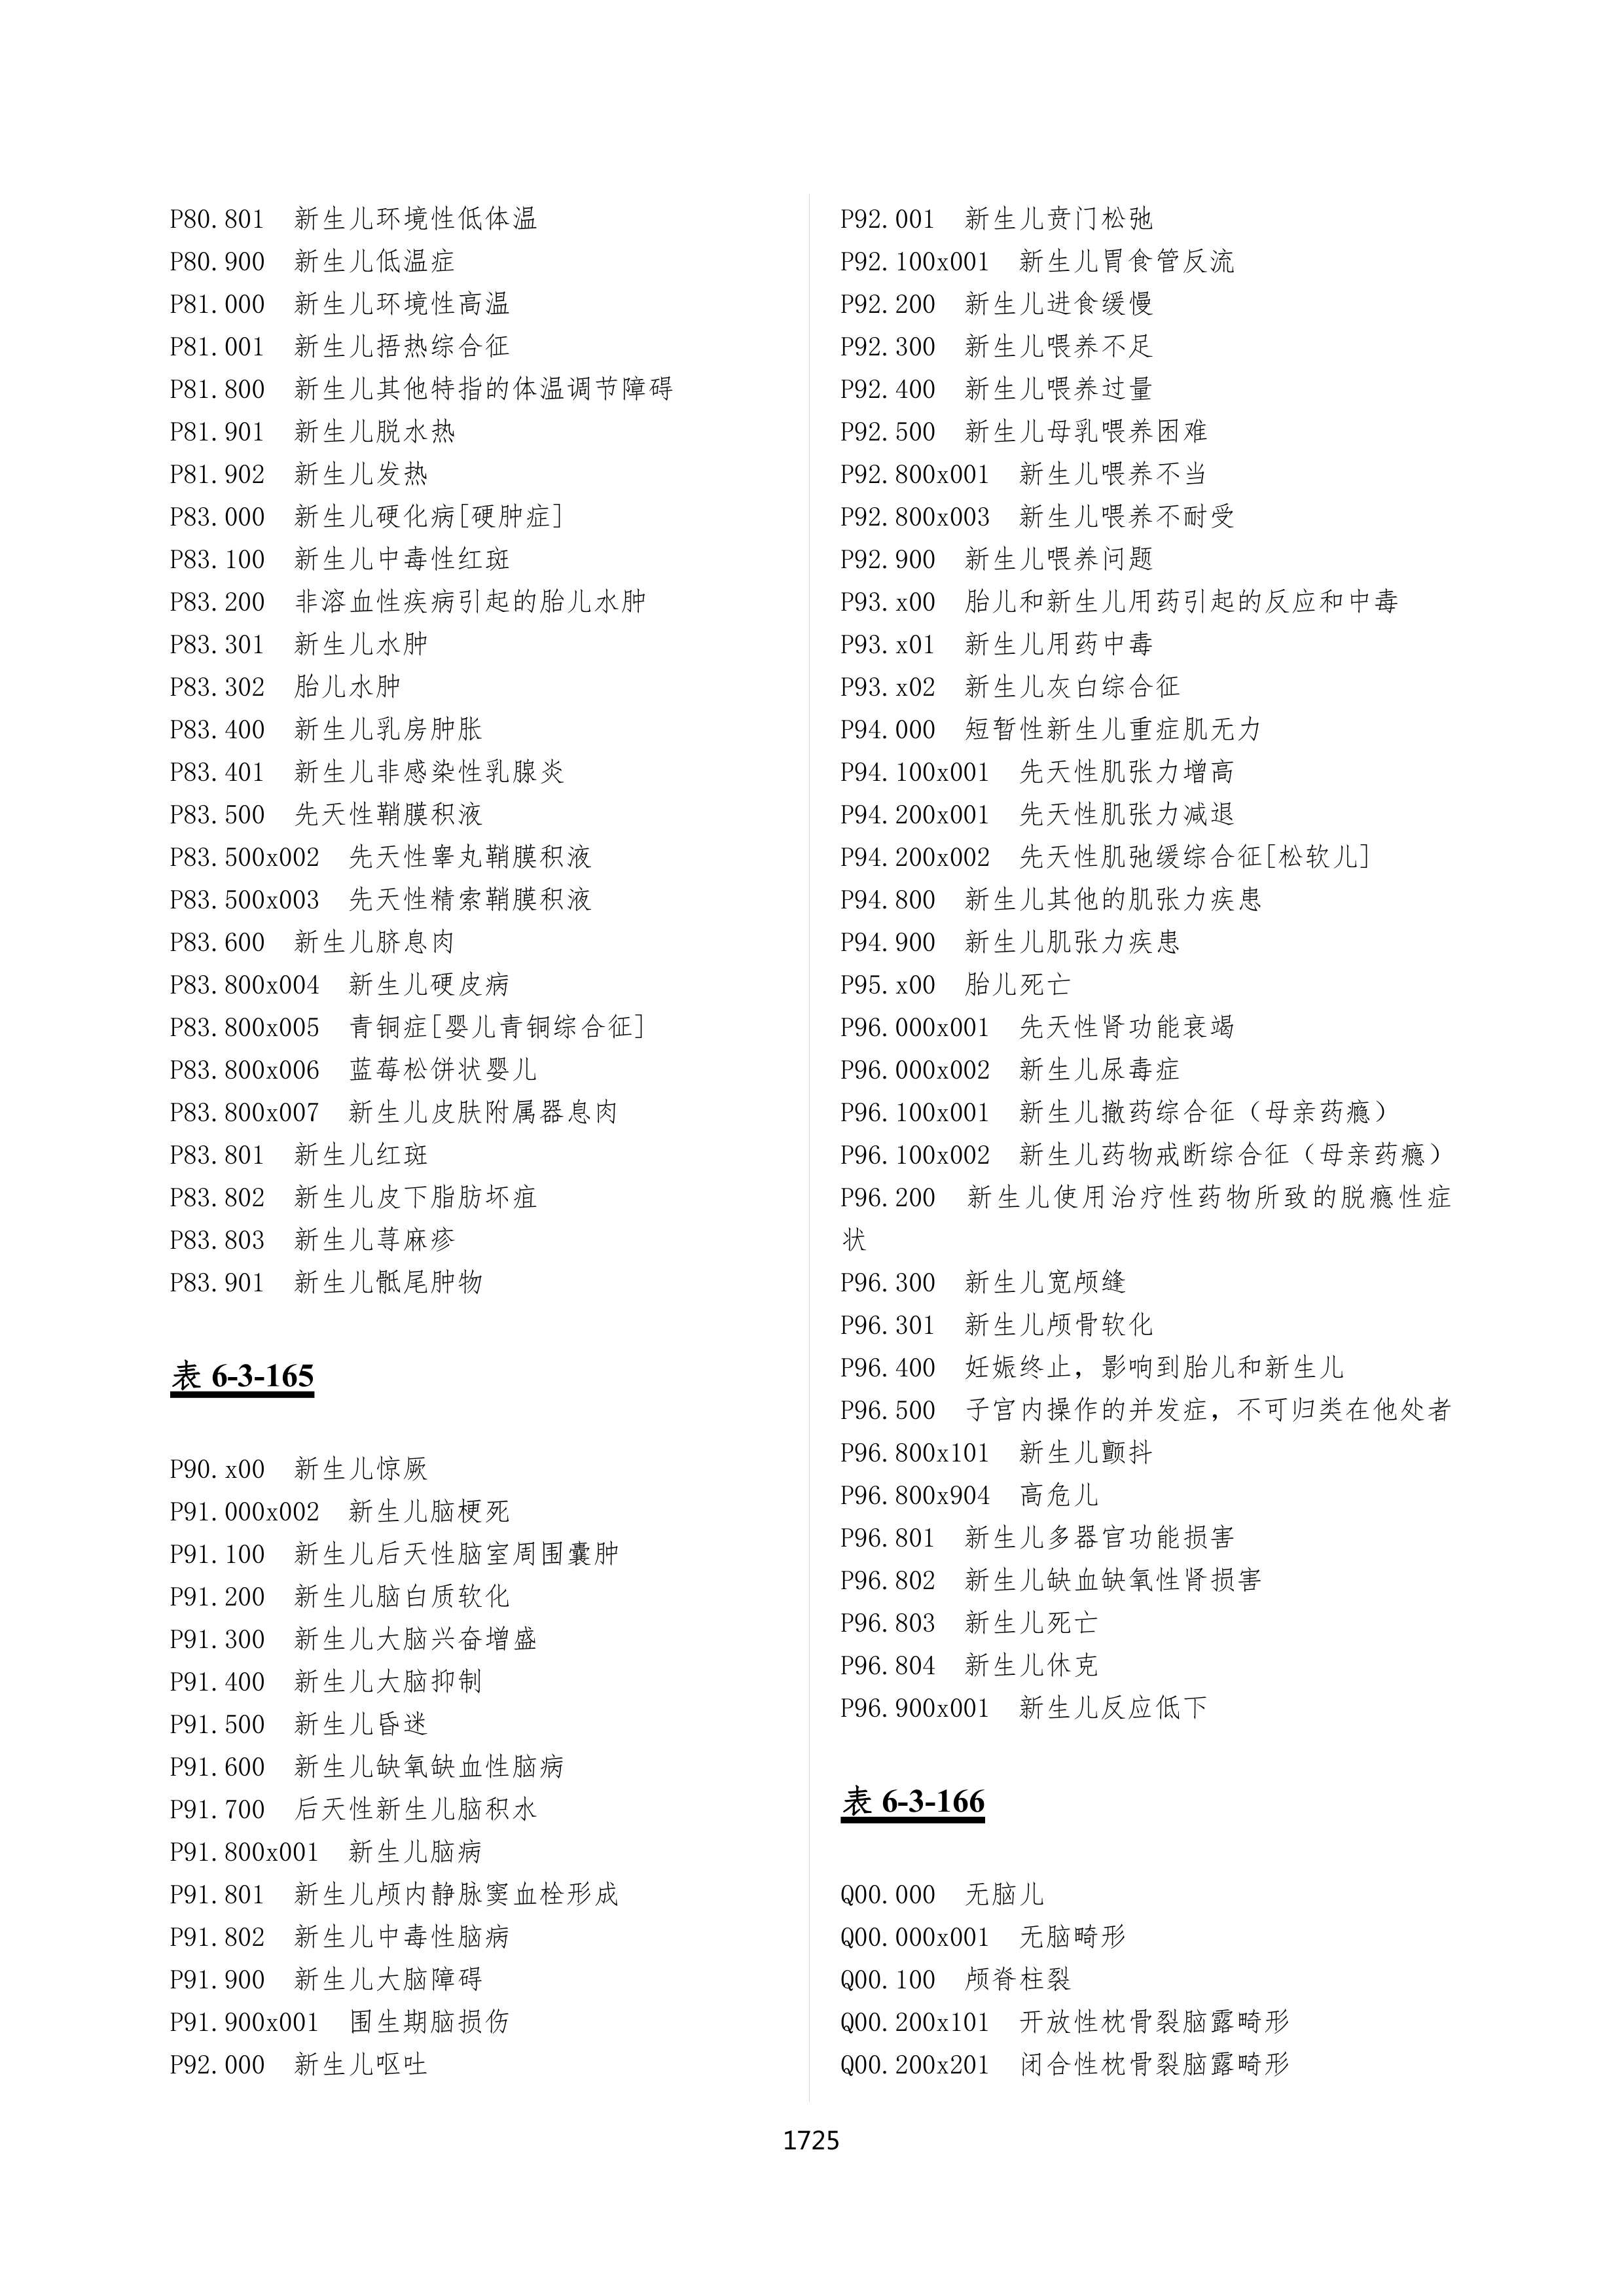 P80.801 新生儿环境性低体温
P80.900 新生儿低温症
P81.000 新生儿环境性高温
P81.001 新生儿捂热综合征
P81.800 新生儿其他特指的体温调节障碍
P81.901 新生儿脱水热
P81.902 新生儿发热
P83.000 新生儿硬化病[硬肿症]
P83.100 新生儿中毒性红斑
P83.200 非溶血性疾病引起的胎儿水肿
P83.301 新生儿水肿
P83.302 胎儿水肿
P83.400 新生儿乳房肿胀
P83.401 新生儿非感染性乳腺炎
P83.500 先天性鞘膜积液
P83.500x002 先天性睾丸鞘膜积液
P83.500x003 先天性精索鞘膜积液
P83.600 新生儿脐息肉
P83.800x004 新生儿硬皮病
P83.800x005 青铜症[婴儿青铜综合征]
P83.800x006 蓝莓松饼状婴儿
P83.800x007 新生儿皮肤附属器息肉
P83.801 新生儿红斑
P83.802 新生儿皮下脂肪坏疽
P83.803 新生儿荨麻疹
P83.901 新生儿骶尾肿物
表 6-3-165
P90.x00 新生儿惊厥
P91.000x002 新生儿脑梗死
P91.100 新生儿后天性脑室周围囊肿
P91.200 新生儿脑白质软化
P91.300 新生儿大脑兴奋增盛
P91.400 新生儿大脑抑制
P91.500 新生儿昏迷
P91.600 新生儿缺氧缺血性脑病
P91.700 后天性新生儿脑积水
P91.800x001 新生儿脑病
P91.801 新生儿颅内静脉窦血栓形成
P91.802 新生儿中毒性脑病
P91.900 新生儿大脑障碍
P91.900x001 围生期脑损伤
P92.000 新生儿呕吐
P92.001 新生儿贲门松弛
P92.100x001 新生儿胃食管反流
P92.200 新生儿进食缓慢
P92.300 新生儿喂养不足
P92.400 新生儿喂养过量
P92.500 新生儿母乳喂养困难
P92.800x001 新生儿喂养不当
P92.800x003 新生儿喂养不耐受
P92.900 新生儿喂养问题
P93.x00 胎儿和新生儿用药引起的反应和中毒
P93.x01 新生儿用药中毒
P93.x02 新生儿灰白综合征
P94.000 短暂性新生儿重症肌无力
P94.100x001 先天性肌张力增高
P94.200x001 先天性肌张力减退
P94.200x002 先天性肌弛缓综合征[松软儿]
P94.800 新生儿其他的肌张力疾患
P94.900 新生儿肌张力疾患
P95.x00 胎儿死亡
P96.000x001 先天性肾功能衰竭
P96.000x002 新生儿尿毒症
P96.100x001 新生儿撤药综合征（母亲药瘾）
P96.100x002 新生儿药物戒断综合征（母亲药瘾）
P96.200 新生儿使用治疗性药物所致的脱瘾性症
状
P96.300 新生儿宽颅缝
P96.301 新生儿颅骨软化
P96.400 妊娠终止，影响到胎儿和新生儿
P96.500 子宫内操作的并发症，不可归类在他处者
P96.800x101 新生儿颤抖
P96.800x904 高危儿
P96.801 新生儿多器官功能损害
P96.802 新生儿缺血缺氧性肾损害
P96.803 新生儿死亡
P96.804 新生儿休克
P96.900x001 新生儿反应低下
表 6-3-166
Q00.000 无脑儿
Q00.000x001 无脑畸形
Q00.100 颅脊柱裂
Q00.200x101 开放性枕骨裂脑露畸形
Q00.200x201 闭合性枕骨裂脑露畸形
1725